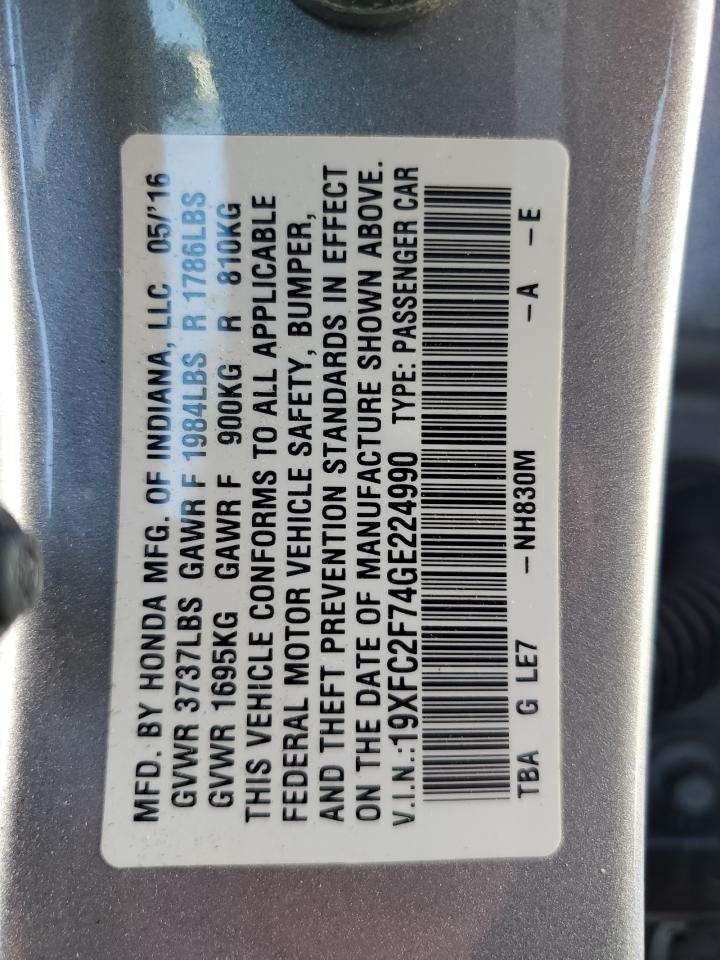 MFD. BY HONDA MFG. OF INDIANA, LLC 05/'16
GVWR 3737LBS GAWR F 1984LBS R 1786LBS
GVWR 1695KG GAWR F 900KG R 810KG
THIS VEHICLE CONFORMS TO ALL APPLICABLE
FEDERAL MOTOR VEHICLE SAFETY, BUMPER,
AND THEFT PREVENTION STANDARDS IN EFFECT
ON THE DATE OF MANUFACTURE SHOWN ABOVE.
V.I.N.:19XFC2F74GE224990 TYPE: PASSENGER CAR
TBA G LE7 -NH830M -A -E